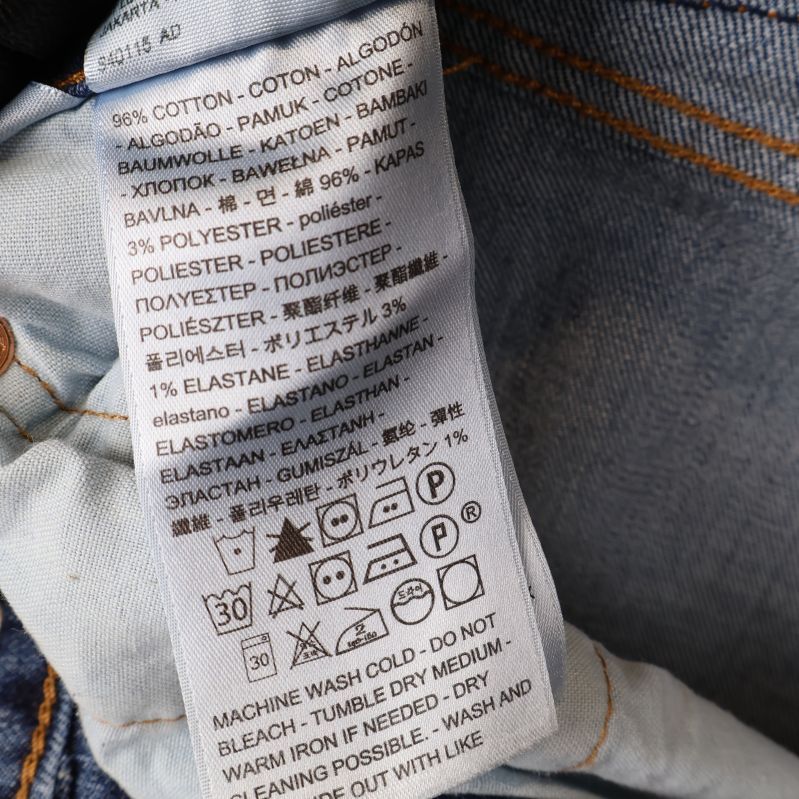 JAKARTA
940115 AD
96% COTTON - COTON - ALGODÓN
- ALGODÃO - PAMUK - COTONE -
BAUMWOLLE - KATOEN - BAMBAKI
- ХЛОПОК - BAWEŁNA - PAMUT -
BAVLNA - 棉 - 면 - 綿 96% - KAPAS
3% POLYESTER - poliéster -
POLIESTER - POLIESTERE -
ΠΟΛΥΕΣΤΕΡ - ПОЛИЭСТЕР -
POLIÉSZTER - 聚酯纤维 - 聚酯纖維 -
폴리에스터 - ポリエステル 3%
1% ELASTANE - ELASTHANNE -
elastano - ELASTANO - ELASTAN -
ELASTOMERO - ELASTHAN -
ELASTAAN - ΕΛΑΣΤΑΝΗ -
ЭЛАСТАН - GUMISZÁL - 氨纶 - 彈性
纖維 - 폴리우레탄 - ポリウレタン 1%
P
30 P ®
30 2 드라이
MACHINE WASH COLD - DO NOT
BLEACH - TUMBLE DRY MEDIUM -
WARM IRON IF NEEDED - DRY
CLEANING POSSIBLE. - WASH AND
OUT WITH LIKE